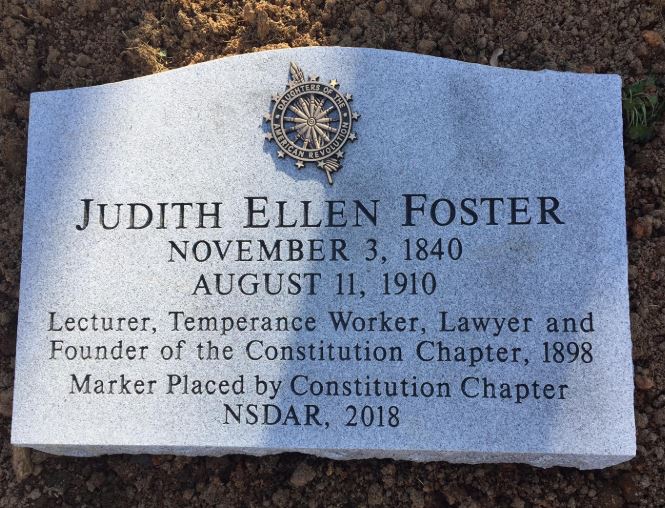 DAUGHTERS OF THE
AMERICAN REVOLUTION
JUDITH ELLEN FOSTER
NOVEMBER 3, 1840
AUGUST 11, 1910
Lecturer, Temperance Worker, Lawyer and
Founder of the Constitution Chapter, 1898
Marker Placed by Constitution Chapter
NSDAR, 2018